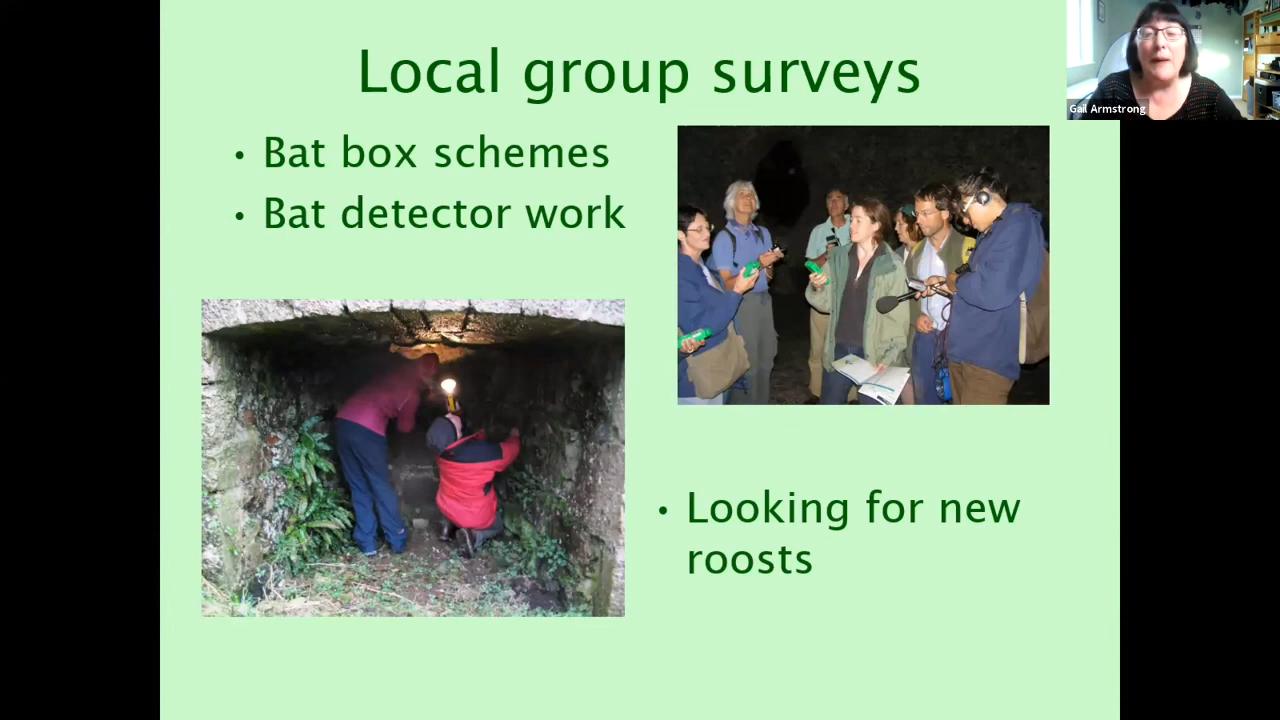 Local group surveys
• Bat box schemes
• Bat detector work
• Looking for new
roosts
Gail Armstrong